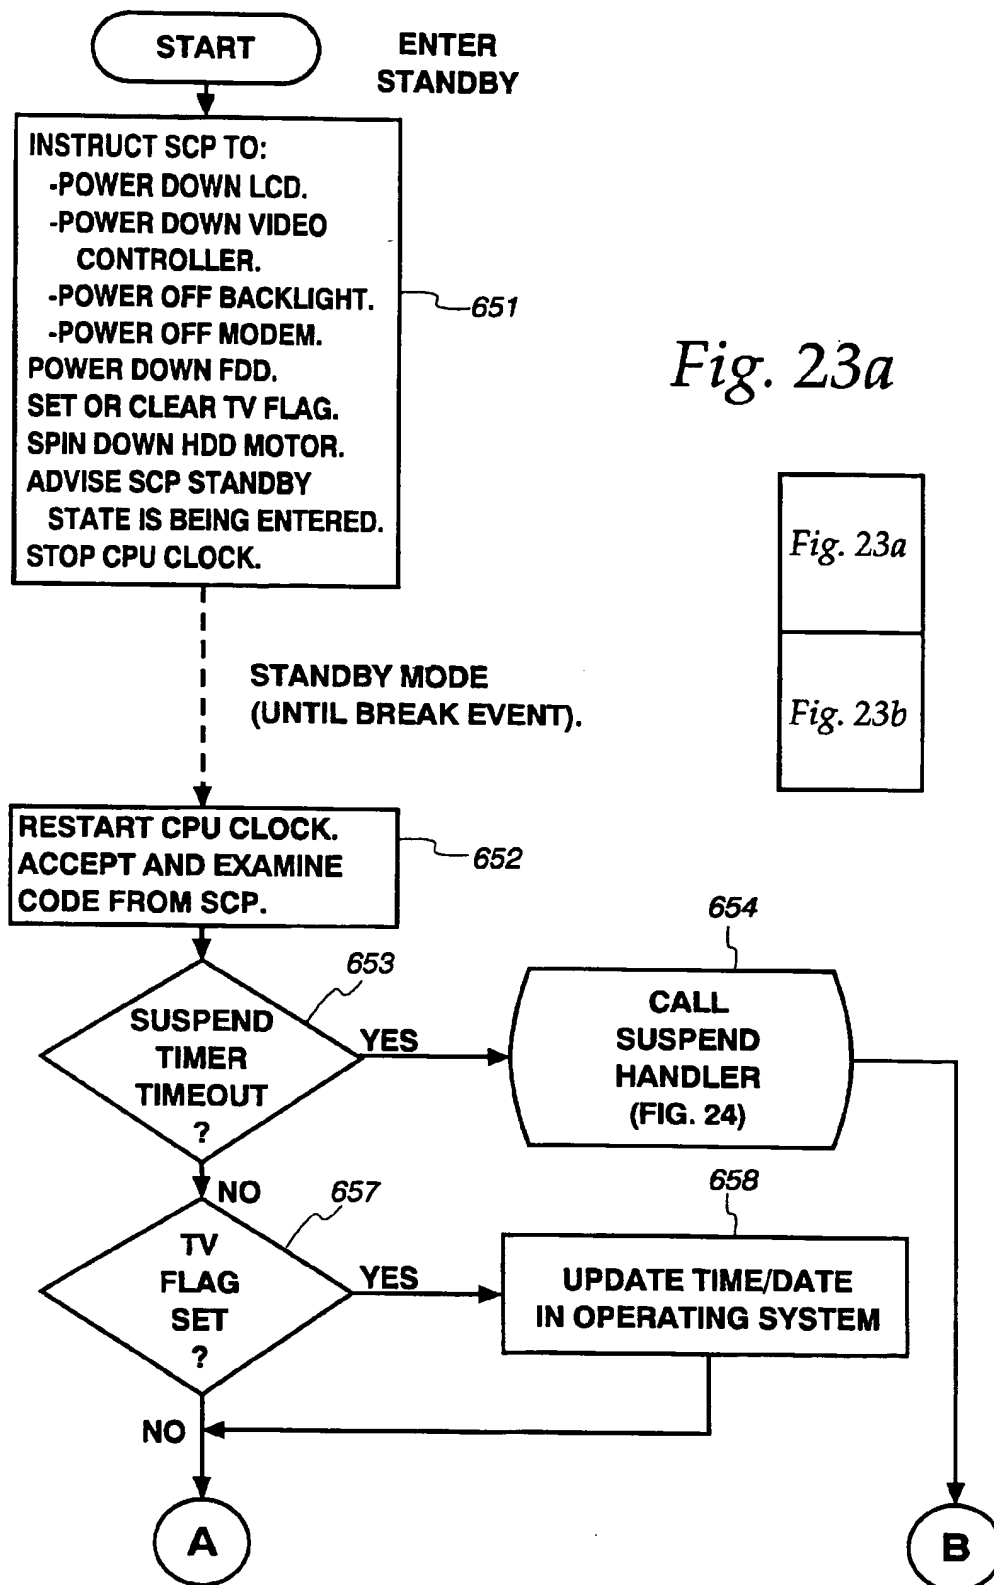 START
ENTER
STANDBY
INSTRUCT SCP TO:
-POWER DOWN LCD.
-POWER DOWN VIDEO
CONTROLLER.
-POWER OFF BACKLIGHT.
-POWER OFF MODEM.
POWER DOWN FDD.
SET OR CLEAR TV FLAG.
SPIN DOWN HDD MOTOR.
ADVISE SCP STANDBY
STATE IS BEING ENTERED.
STOP CPU CLOCK.
651
Fig. 23a
Fig. 23a
Fig. 23b
STANDBY MODE
(UNTIL BREAK EVENT).
RESTART CPU CLOCK.
ACCEPT AND EXAMINE
CODE FROM SCP.
652
653
SUSPEND
TIMER
TIMEOUT
?
YES
654
CALL
SUSPEND
HANDLER
(FIG. 24)
NO
657
TV
FLAG
SET
?
YES
658
UPDATE TIME/DATE
IN OPERATING SYSTEM
NO
A
B